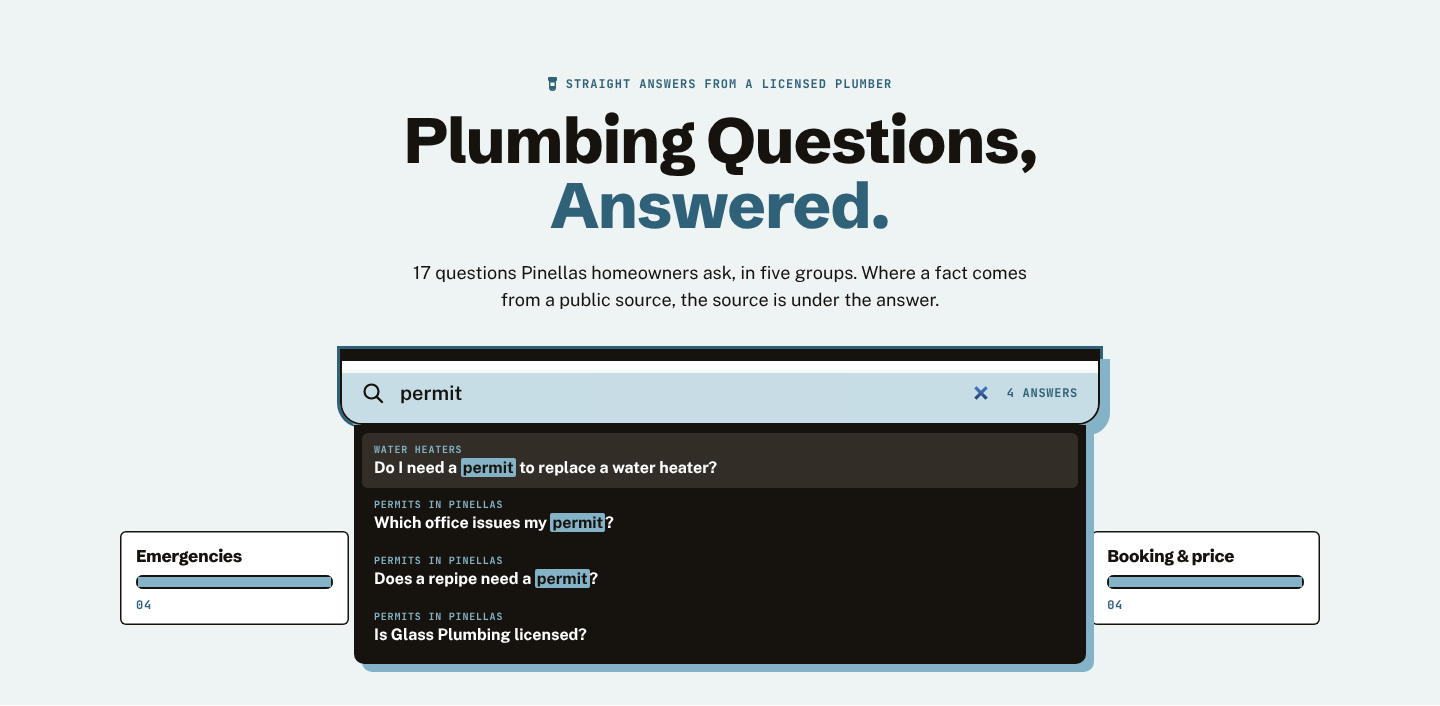 STRAIGHT ANSWERS FROM A LICENSED PLUMBER
Plumbing Questions,
Answered.
17 questions Pinellas homeowners ask, in five groups. Where a fact comes
from a public source, the source is under the answer.
permit
4 ANSWERS
WATER HEATERS
Do I need a permit to replace a water heater?
PERMITS IN PINELLAS
Which office issues my permit?
PERMITS IN PINELLAS
Does a repipe need a permit?
PERMITS IN PINELLAS
Is Glass Plumbing licensed?
Emergencies
04
Booking & price
04